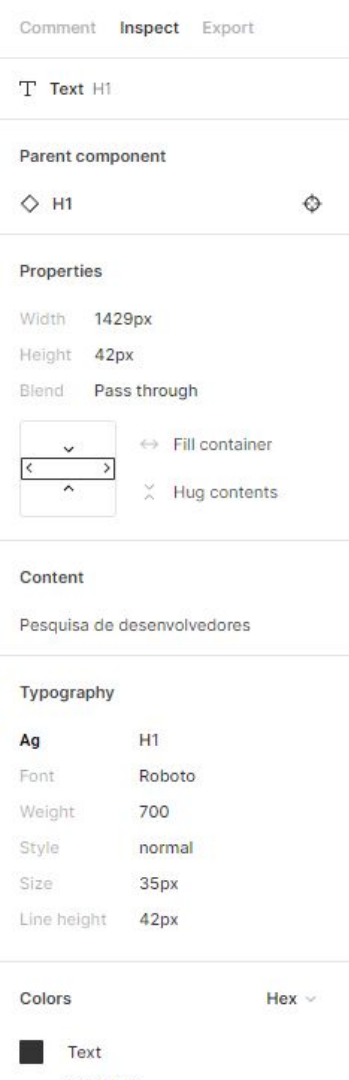 Comment Inspect Export
Text H1
Parent component
H1
Properties
Width 1429px
Height 42px
Blend Pass through
Fill container
Hug contents
Content
Pesquisa de desenvolvedores
Typography
Ag H1
Font Roboto
Weight 700
Style normal
Size 35px
Line height 42px
Colors Hex
Text